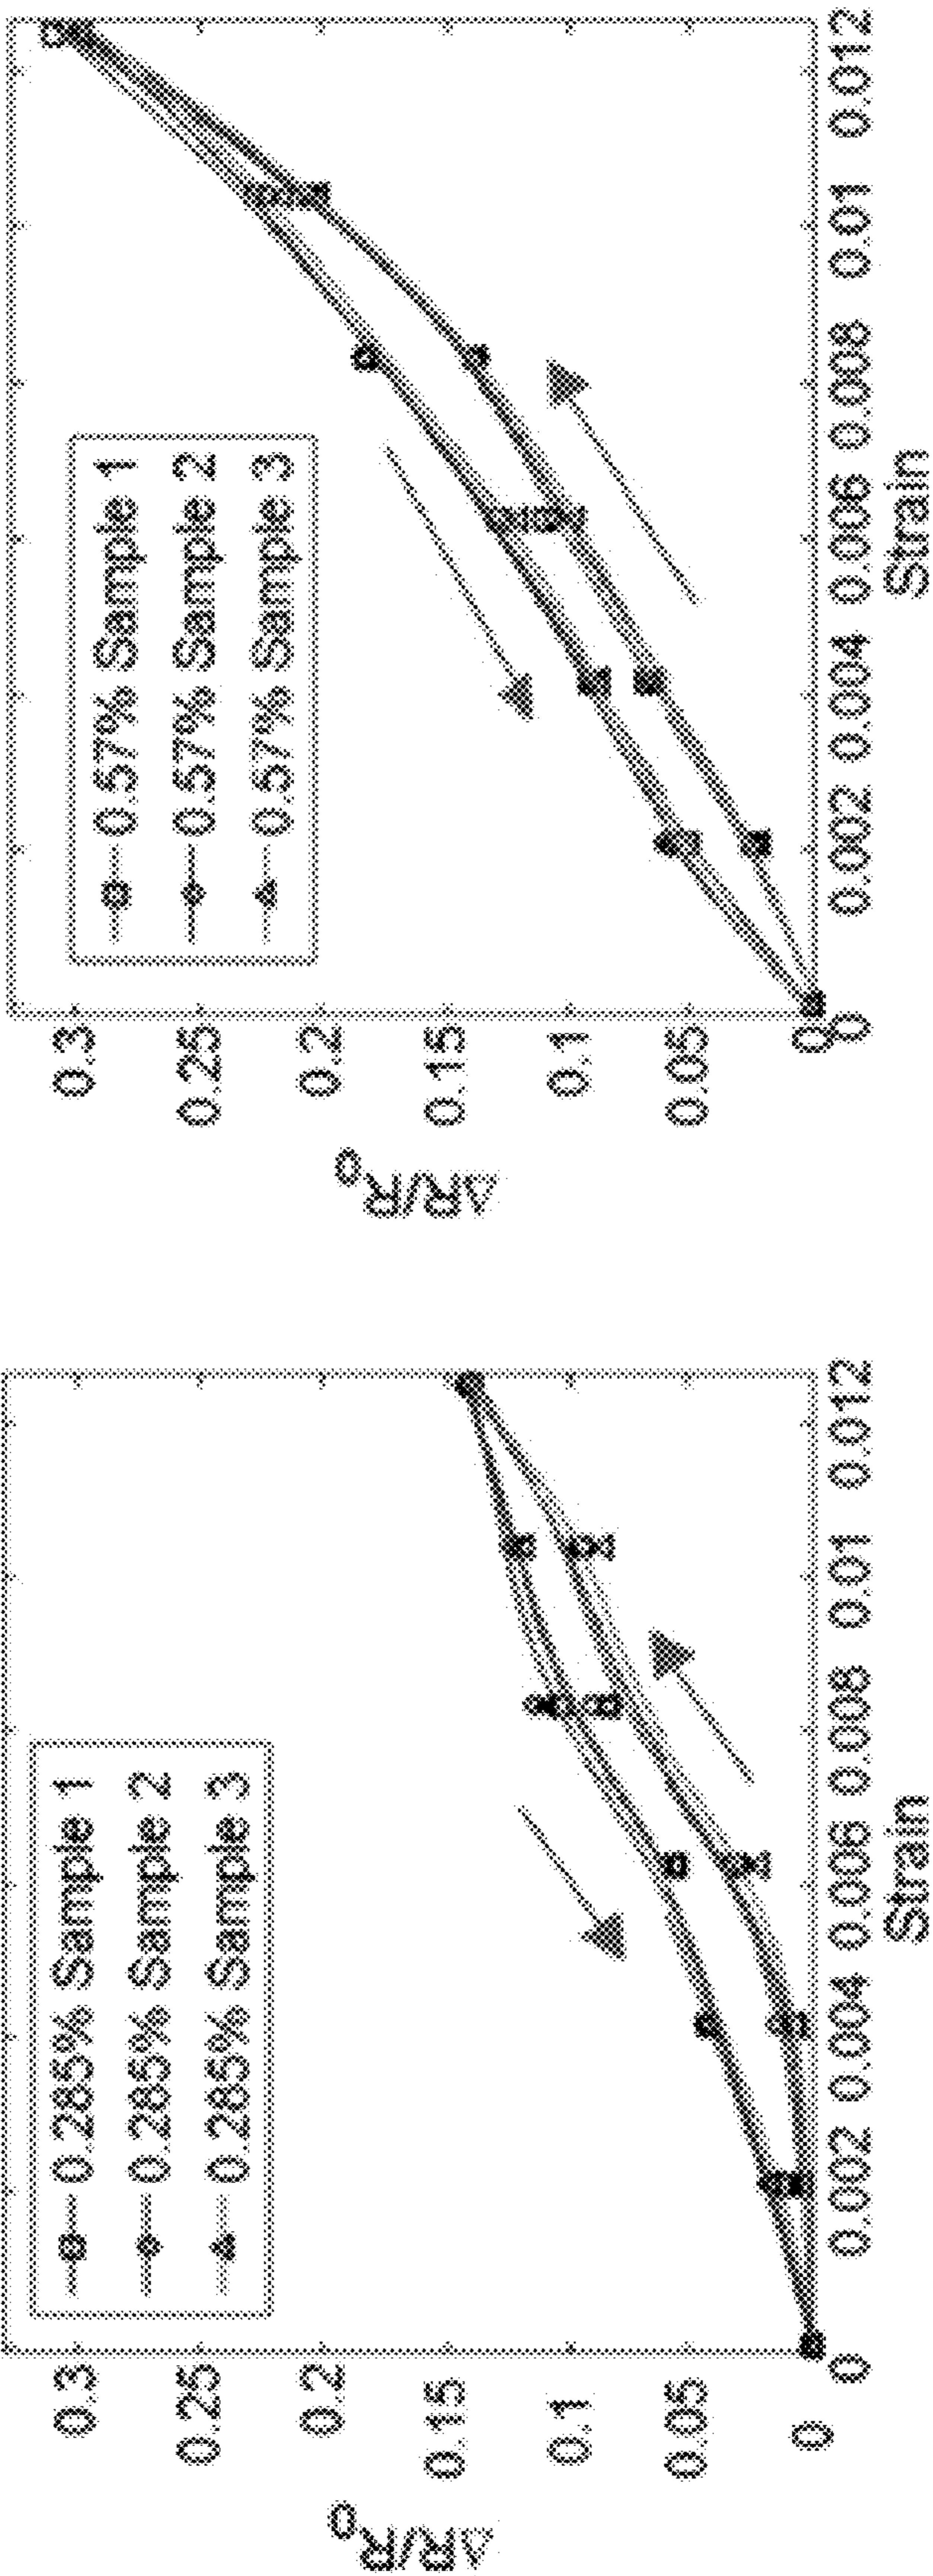 0.285% Sample 1
0.285% Sample 2
0.285% Sample 3
0.3
0.25
0.2
0.15
0.1
0.05
0
ΔR/R0
0 0.002 0.004 0.006 0.008 0.01 0.012
Strain
0.57% Sample 1
0.57% Sample 2
0.57% Sample 3
0.3
0.25
0.2
0.15
0.1
0.05
0
ΔR/Ro
0 0.002 0.004 0.006 0.008 0.01 0.012
Strain